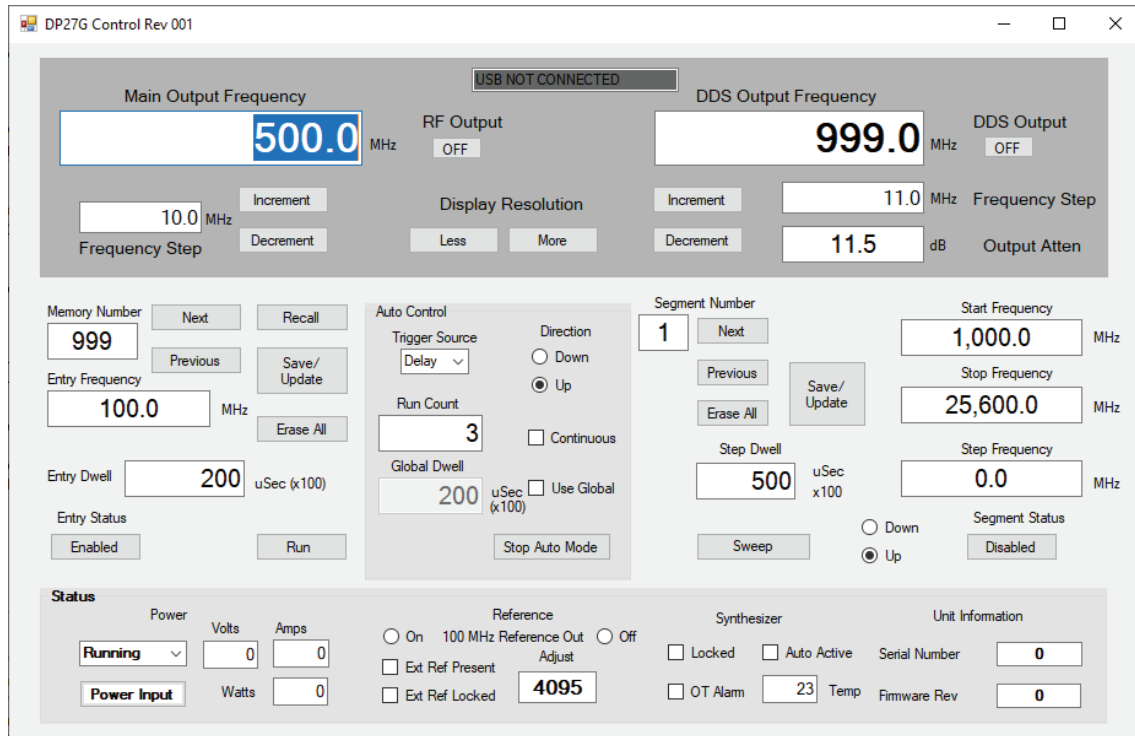 DP27G Control Rev 001
USB NOT CONNECTED
Main Output Frequency
500.0 MHz
RF Output
OFF
DDS Output Frequency
999.0 MHz
DDS Output
OFF
10.0 MHz
Frequency Step
Increment
Decrement
Display Resolution
Less More
Increment
Decrement
11.0 MHz Frequency Step
11.5 dB Output Atten
Memory Number
999
Next
Recall
Previous
Save/
Update
Entry Frequency
100.0 MHz
Erase All
Entry Dwell 200 uSec (x100)
Entry Status
Enabled
Run
Auto Control
Trigger Source
Delay
Direction
Down
Up
Run Count
3
Continuous
Global Dwell
200 uSec
(x100)
Use Global
Stop Auto Mode
Segment Number
1
Next
Previous
Erase All
Save/
Update
Start Frequency
1,000.0 MHz
Stop Frequency
25,600.0 MHz
Step Dwell
500 uSec
x100
Step Frequency
0.0 MHz
Sweep
Down
Up
Segment Status
Disabled
Status
Power
Running
Power Input
Volts
0
Amps
0
Watts 0
Reference
On 100 MHz Reference Out Off
Ext Ref Present
Ext Ref Locked
Adjust
4095
Synthesizer
Locked Auto Active
OT Alarm 23 Temp
Unit Information
Serial Number 0
Firmware Rev 0